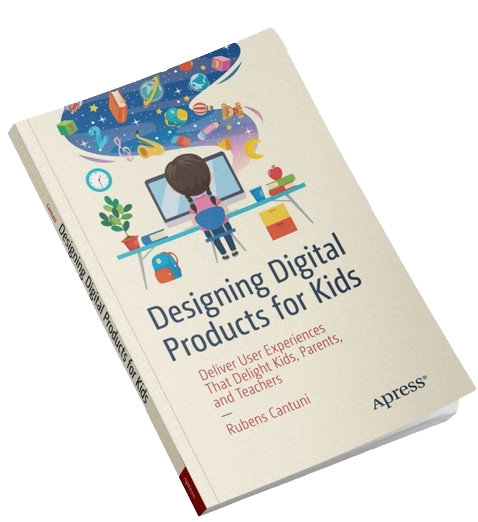 Designing Digital
Products for Kids
Deliver User Experiences
That Delight Kids, Parents,
and Teachers
Rubens Cantuni
Apress®
Cantuni
Designing Digital Products for Kids